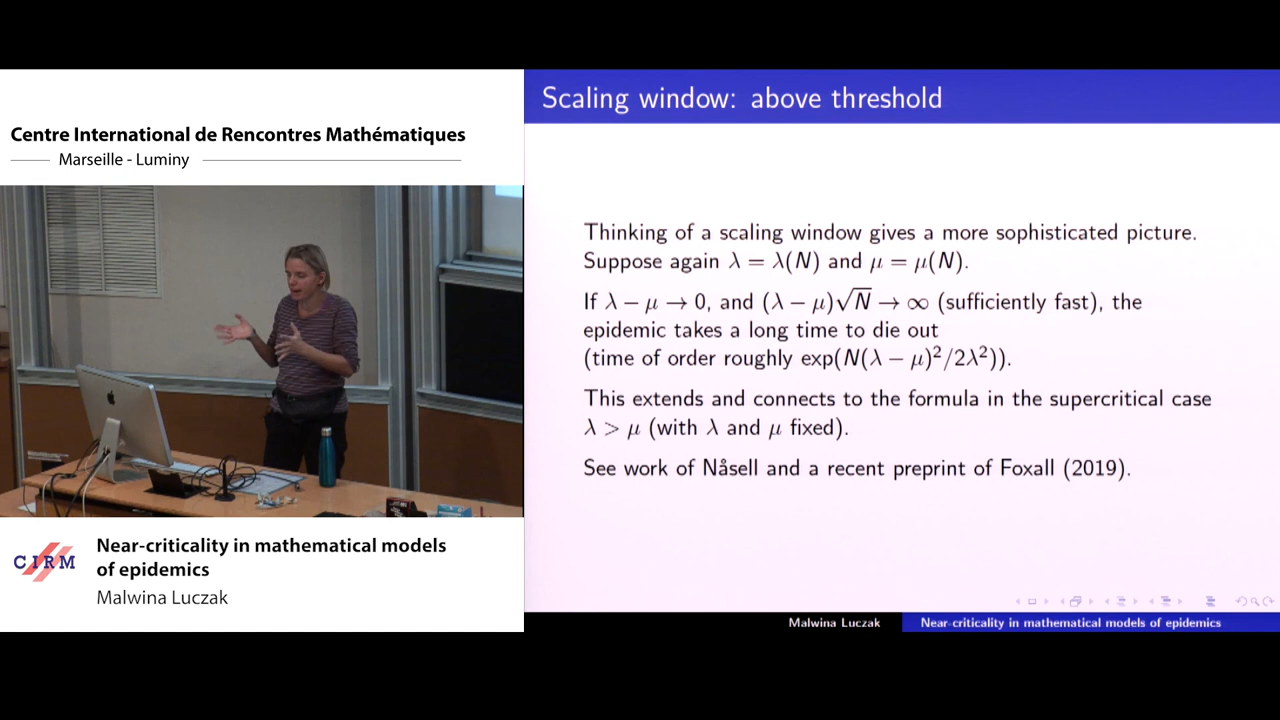 Centre International de Rencontres Mathématiques
Marseille - Luminy
CIRM
Near-criticality in mathematical models
of epidemics
Malwina Luczak
Scaling window: above threshold
Thinking of a scaling window gives a more sophisticated picture.
Suppose again λ = λ(N) and μ = μ(N).
If λ − μ → 0, and (λ − μ)√N → ∞ (sufficiently fast), the
epidemic takes a long time to die out
(time of order roughly exp(N(λ − μ)²/2λ²)).
This extends and connects to the formula in the supercritical case
λ > μ (with λ and μ fixed).
See work of Nåsell and a recent preprint of Foxall (2019).
Malwina Luczak
Near-criticality in mathematical models of epidemics